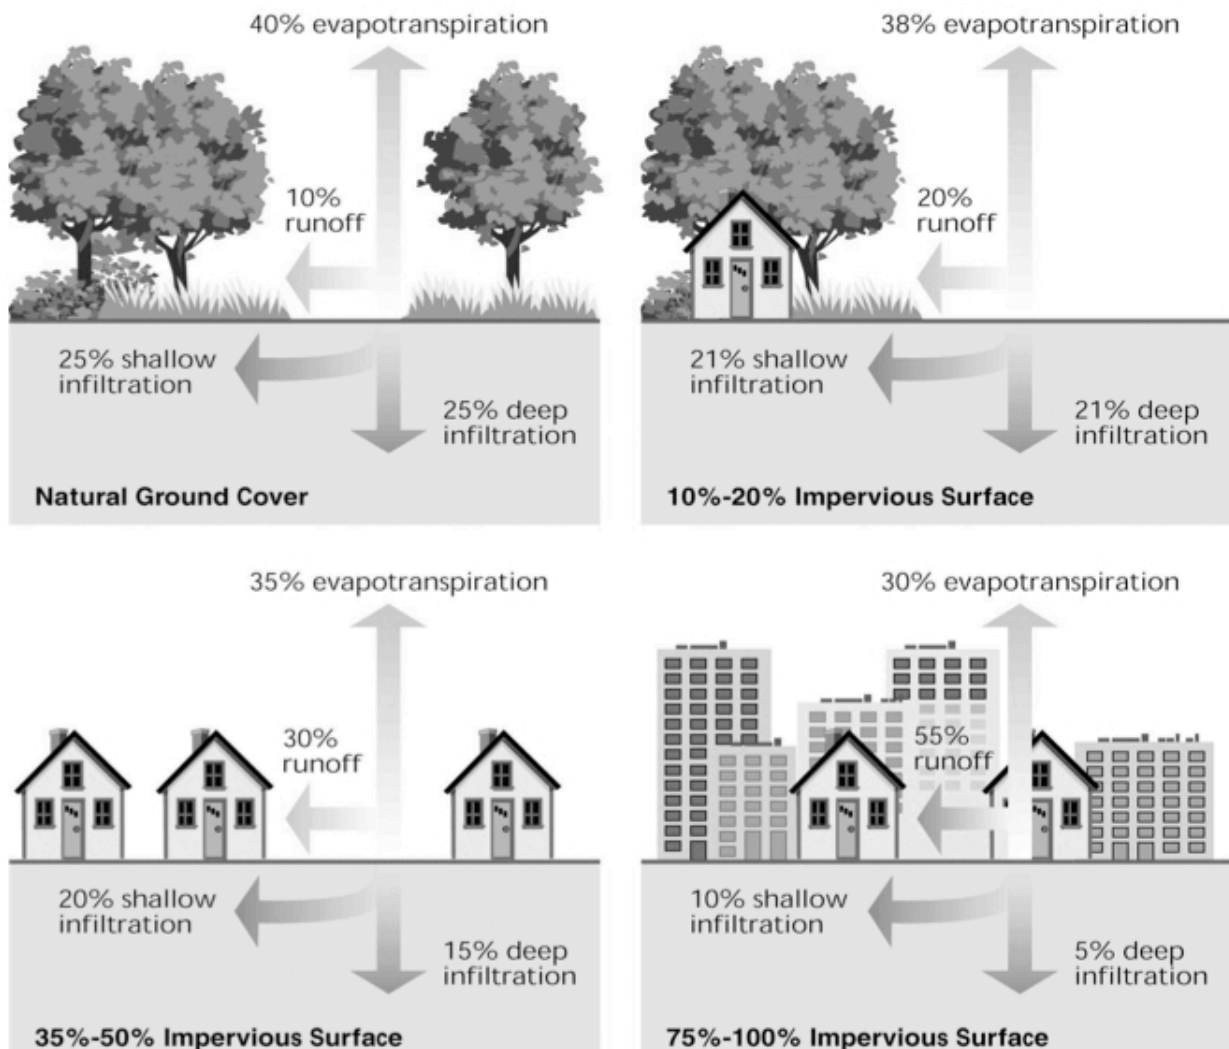 40% evapotranspiration
10%
runoff
25% shallow
infiltration
25% deep
infiltration
Natural Ground Cover
38% evapotranspiration
20%
runoff
21% shallow
infiltration
21% deep
infiltration
10%-20% Impervious Surface
35% evapotranspiration
30%
runoff
20% shallow
infiltration
15% deep
infiltration
35%-50% Impervious Surface
30% evapotranspiration
55%
runoff
10% shallow
infiltration
5% deep
infiltration
75%-100% Impervious Surface